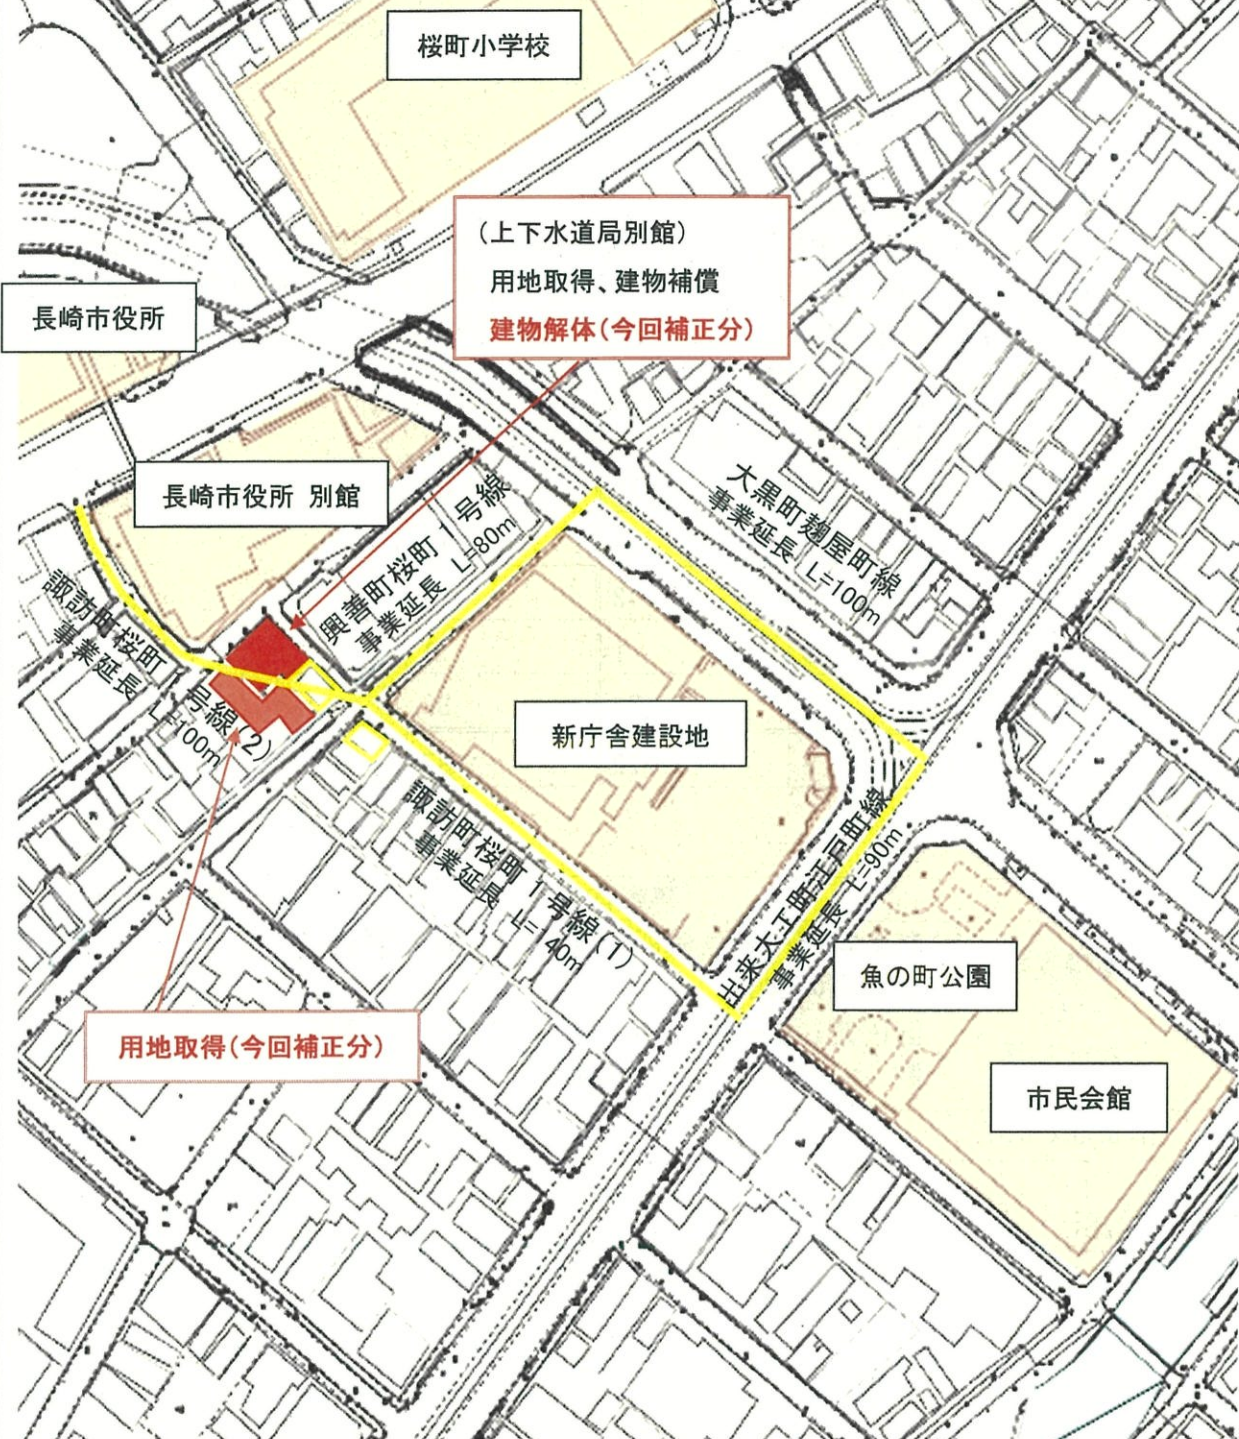 桜町小学校
(上下水道局別館)
用地取得、建物補償
建物解体(今回補正分)
長崎市役所
長崎市役所 別館
大黒町麹屋町線
事業延長 L=100m
興善町桜町 1 号線
事業延長 L=80m
諏訪町桜町 1 号線(2)
事業延長 L=100m
新庁舎建設地
諏訪町桜町 1 号線(1)
事業延長 L= 140m
出来大工町江戸町線
事業延長 L=90m
魚の町公園
用地取得(今回補正分)
市民会館